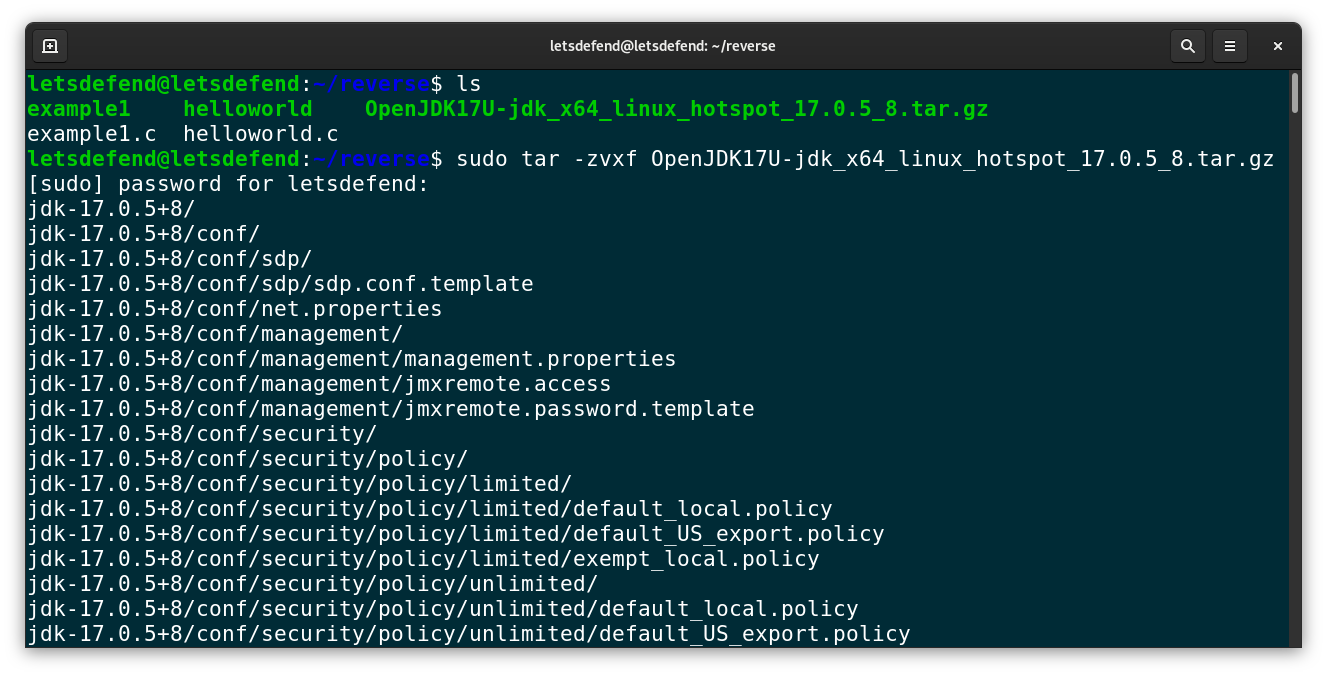 letsdefend@letsdefend: ~/reverse
letsdefend@letsdefend:~/reverse$ ls
example1    helloworld    OpenJDK17U-jdk_x64_linux_hotspot_17.0.5_8.tar.gz
example1.c  helloworld.c
letsdefend@letsdefend:~/reverse$ sudo tar -zvxf OpenJDK17U-jdk_x64_linux_hotspot_17.0.5_8.tar.gz
[sudo] password for letsdefend:
jdk-17.0.5+8/
jdk-17.0.5+8/conf/
jdk-17.0.5+8/conf/sdp/
jdk-17.0.5+8/conf/sdp/sdp.conf.template
jdk-17.0.5+8/conf/net.properties
jdk-17.0.5+8/conf/management/
jdk-17.0.5+8/conf/management/management.properties
jdk-17.0.5+8/conf/management/jmxremote.access
jdk-17.0.5+8/conf/management/jmxremote.password.template
jdk-17.0.5+8/conf/security/
jdk-17.0.5+8/conf/security/policy/
jdk-17.0.5+8/conf/security/policy/limited/
jdk-17.0.5+8/conf/security/policy/limited/default_local.policy
jdk-17.0.5+8/conf/security/policy/limited/default_US_export.policy
jdk-17.0.5+8/conf/security/policy/limited/exempt_local.policy
jdk-17.0.5+8/conf/security/policy/unlimited/
jdk-17.0.5+8/conf/security/policy/unlimited/default_local.policy
jdk-17.0.5+8/conf/security/policy/unlimited/default_US_export.policy